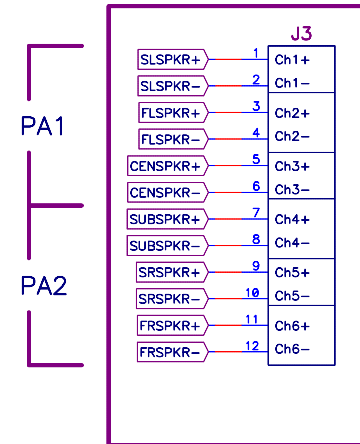 J3
SLSPKR+ 1 Ch1+
SLSPKR- 2 Ch1-
FLSPKR+ 3 Ch2+
FLSPKR- 4 Ch2-
CENSPKR+ 5 Ch3+
CENSPKR- 6 Ch3-
SUBSPKR+ 7 Ch4+
SUBSPKR- 8 Ch4-
SRSPKR+ 9 Ch5+
SRSPKR- 10 Ch5-
FRSPKR+ 11 Ch6+
FRSPKR- 12 Ch6-
PA1
PA2